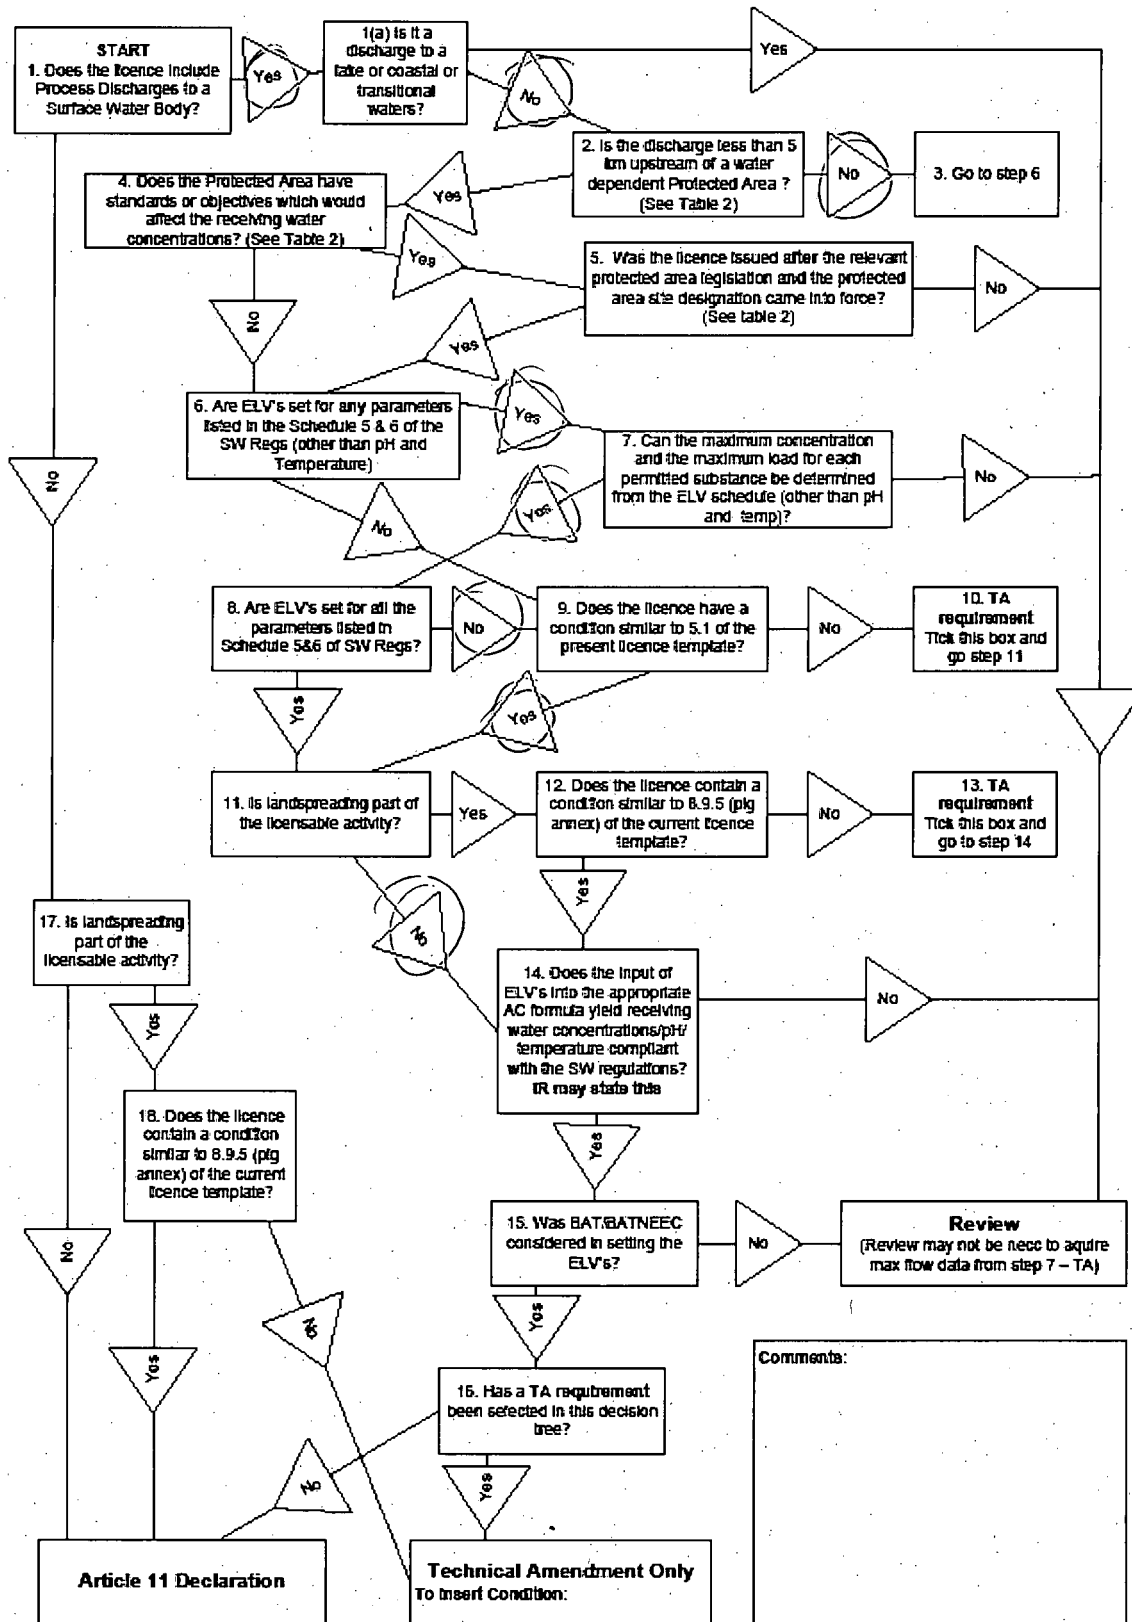 START
1. Does the licence include
Process Discharges to a
Surface Water Body?
Yes
1(a) Is it a
discharge to a
lake or coastal or
transitional
waters?
Yes
No
2. Is the discharge less than 5
km upstream of a water
dependent Protected Area ?
(See Table 2)
No
3. Go to step 6
Yes
4. Does the Protected Area have
standards or objectives which would
affect the receiving water
concentrations? (See Table 2)
Yes
5. Was the licence issued after the relevant
protected area legislation and the protected
area site designation came into force?
(See table 2)
No
No
Yes
6. Are ELV's set for any parameters
listed in the Schedule 5 & 6 of the
SW Regs (other than pH and
Temperature)
Yes
7. Can the maximum concentration
and the maximum load for each
permitted substance be determined
from the ELV schedule (other than pH
and temp)?
No
No
Yes
No
8. Are ELV's set for all the
parameters listed in
Schedule 5&6 of SW Regs?
No
9. Does the licence have a
condition similar to 5.1 of the
present licence template?
No
10. TA
requirement
Tick this box and
go step 11
Yes
Yes
11. Is landspreading part of
the licensable activity?
Yes
12. Does the licence contain a
condition similar to 8.9.5 (pig
annex) of the current licence
template?
No
13. TA
requirement
Tick this box and
go to step 14
Yes
No
17. Is landspreading
part of the
licensable activity?
14. Does the input of
ELV's into the appropriate
AC formula yield receiving
water concentrations/pH/
temperature compliant
with the SW regulations?
IR may state this
No
Yes
18. Does the licence
contain a condition
similar to 8.9.5 (pig
annex) of the current
licence template?
Yes
No
15. Was BAT/BATNEEC
considered in setting the
ELV's?
No
Review
(Review may not be necc to aquire
max flow data from step 7 – TA)
Yes
No
Yes
Comments:
16. Has a TA requirement
been selected in this decision
tree?
No
Yes
Article 11 Declaration
Technical Amendment Only
To Insert Condition: